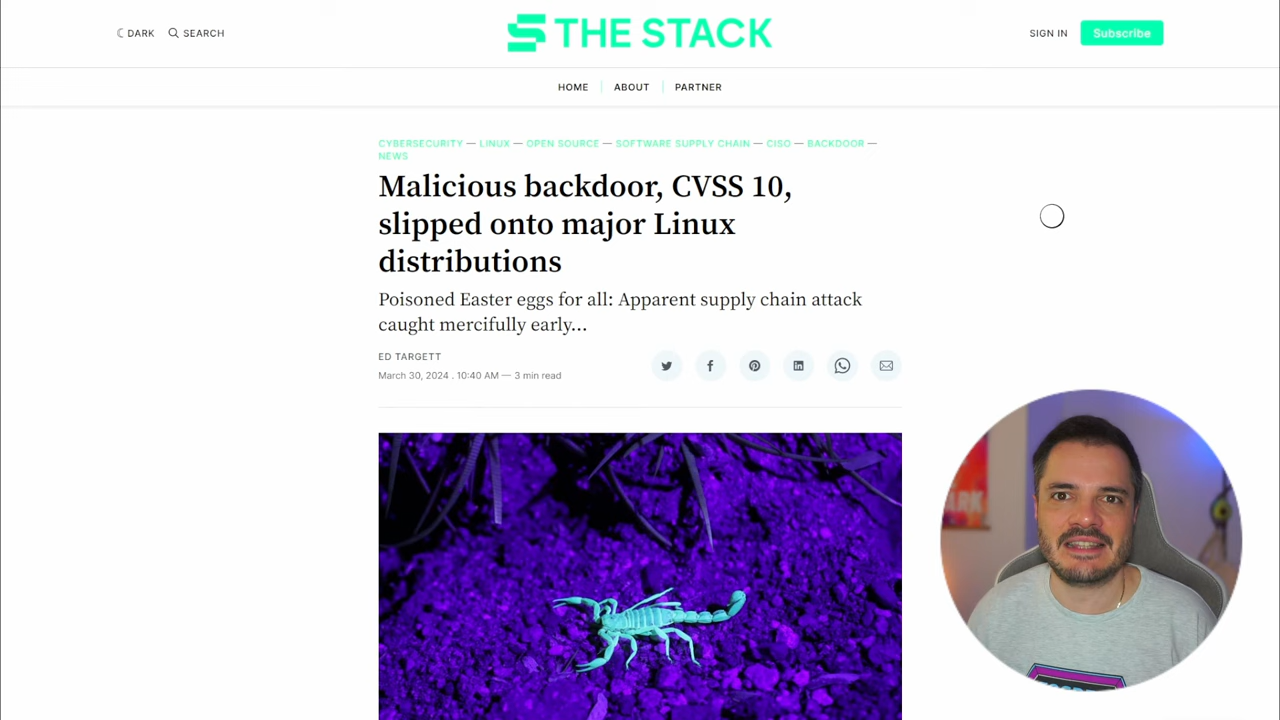 DARK
SEARCH
THE STACK
SIGN IN
Subscribe
HOME
ABOUT
PARTNER
CYBERSECURITY — LINUX — OPEN SOURCE — SOFTWARE SUPPLY CHAIN — CISO — BACKDOOR —
NEWS
Malicious backdoor, CVSS 10,
slipped onto major Linux
distributions
Poisoned Easter eggs for all: Apparent supply chain attack
caught mercifully early...
ED TARGETT
March 30, 2024 . 10:40 AM — 3 min read